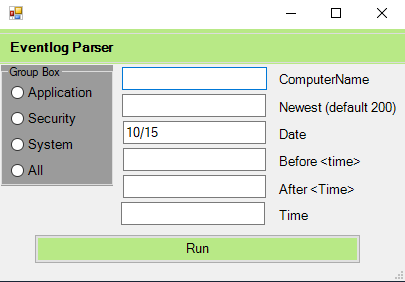 Eventlog Parser
Group Box
Application
Security
System
All
ComputerName
Newest (default 200)
10/15 Date
Before <time>
After <Time>
Time
Run